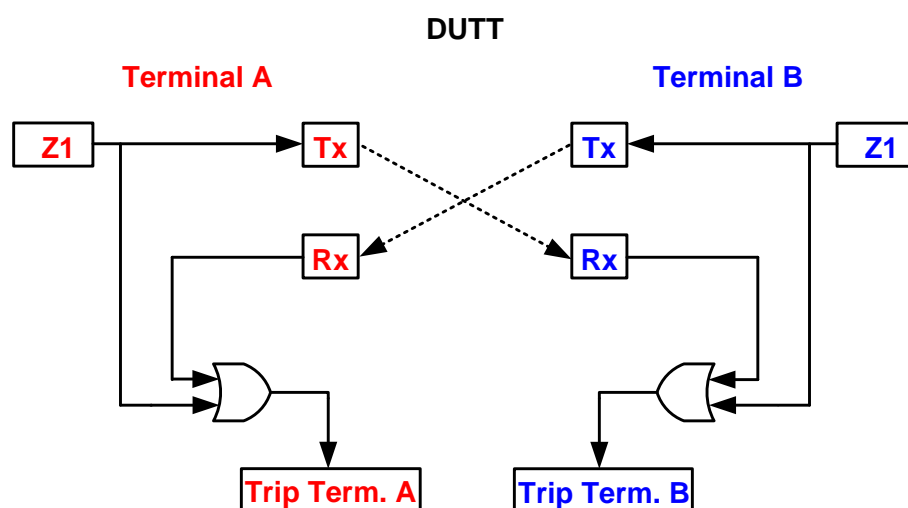 DUTT
Terminal A Terminal B
Z1 Tx Tx Z1
Rx Rx
Trip Term. A Trip Term. B